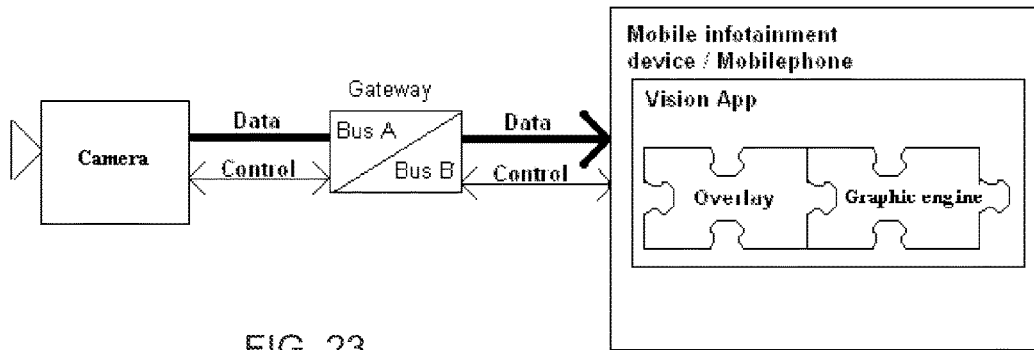 Mobile infotainment
device / Mobilephone
Vision App
Gateway
Camera
Data
Control
Bus A
Bus B
Data
Control
Overlay
Graphic engine
FIG. 23